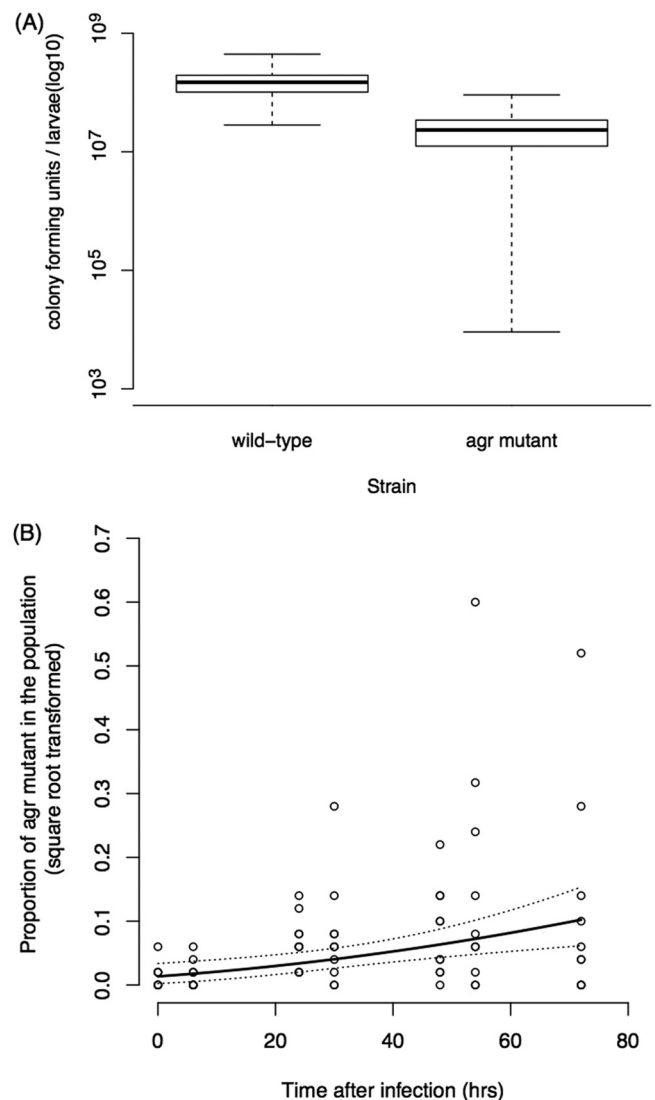 (A)
10^9
10^7
10^5
10^3
colony forming units / larvae(log10)
wild−type
agr mutant
Strain
(B)
0.7
0.6
0.5
0.4
0.3
0.2
0.1
0.0
Proportion of agr mutant in the population
(square root transformed)
0
20
40
60
80
Time after infection (hrs)